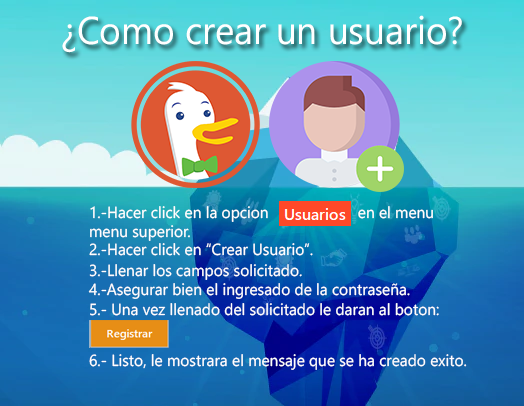 ¿Como crear un usuario?
1.-Hacer click en la opcion Usuarios en el menu
menu superior.
2.-Hacer click en "Crear Usuario".
3.-Llenar los campos solicitado.
4.-Asegurar bien el ingresado de la contraseña.
5.- Una vez llenado del solicitado le daran al boton:
Registrar
6.- Listo, le mostrara el mensaje que se ha creado exito.